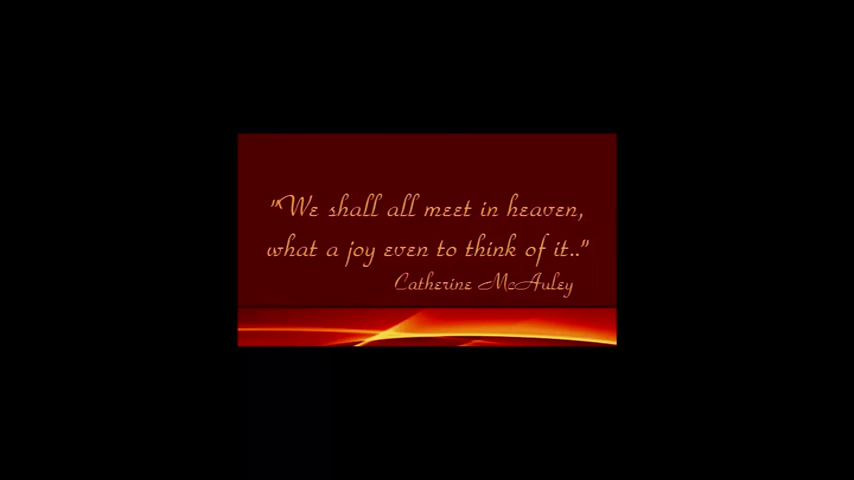 "We shall all meet in heaven,
what a joy even to think of it.."
Catherine McAuley